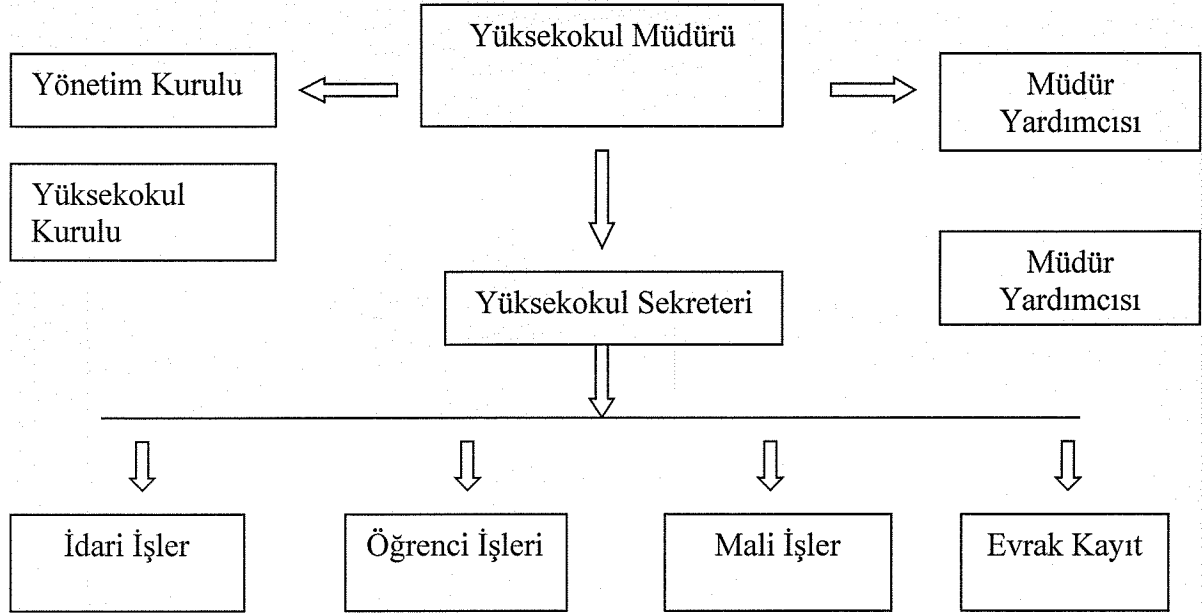 Yüksekokul Müdürü
Yönetim Kurulu
Müdür
Yardımcısı
Yüksekokul
Kurulu
Müdür
Yardımcısı
Yüksekokul Sekreteri
İdari İşler
Öğrenci İşleri
Mali İşler
Evrak Kayıt